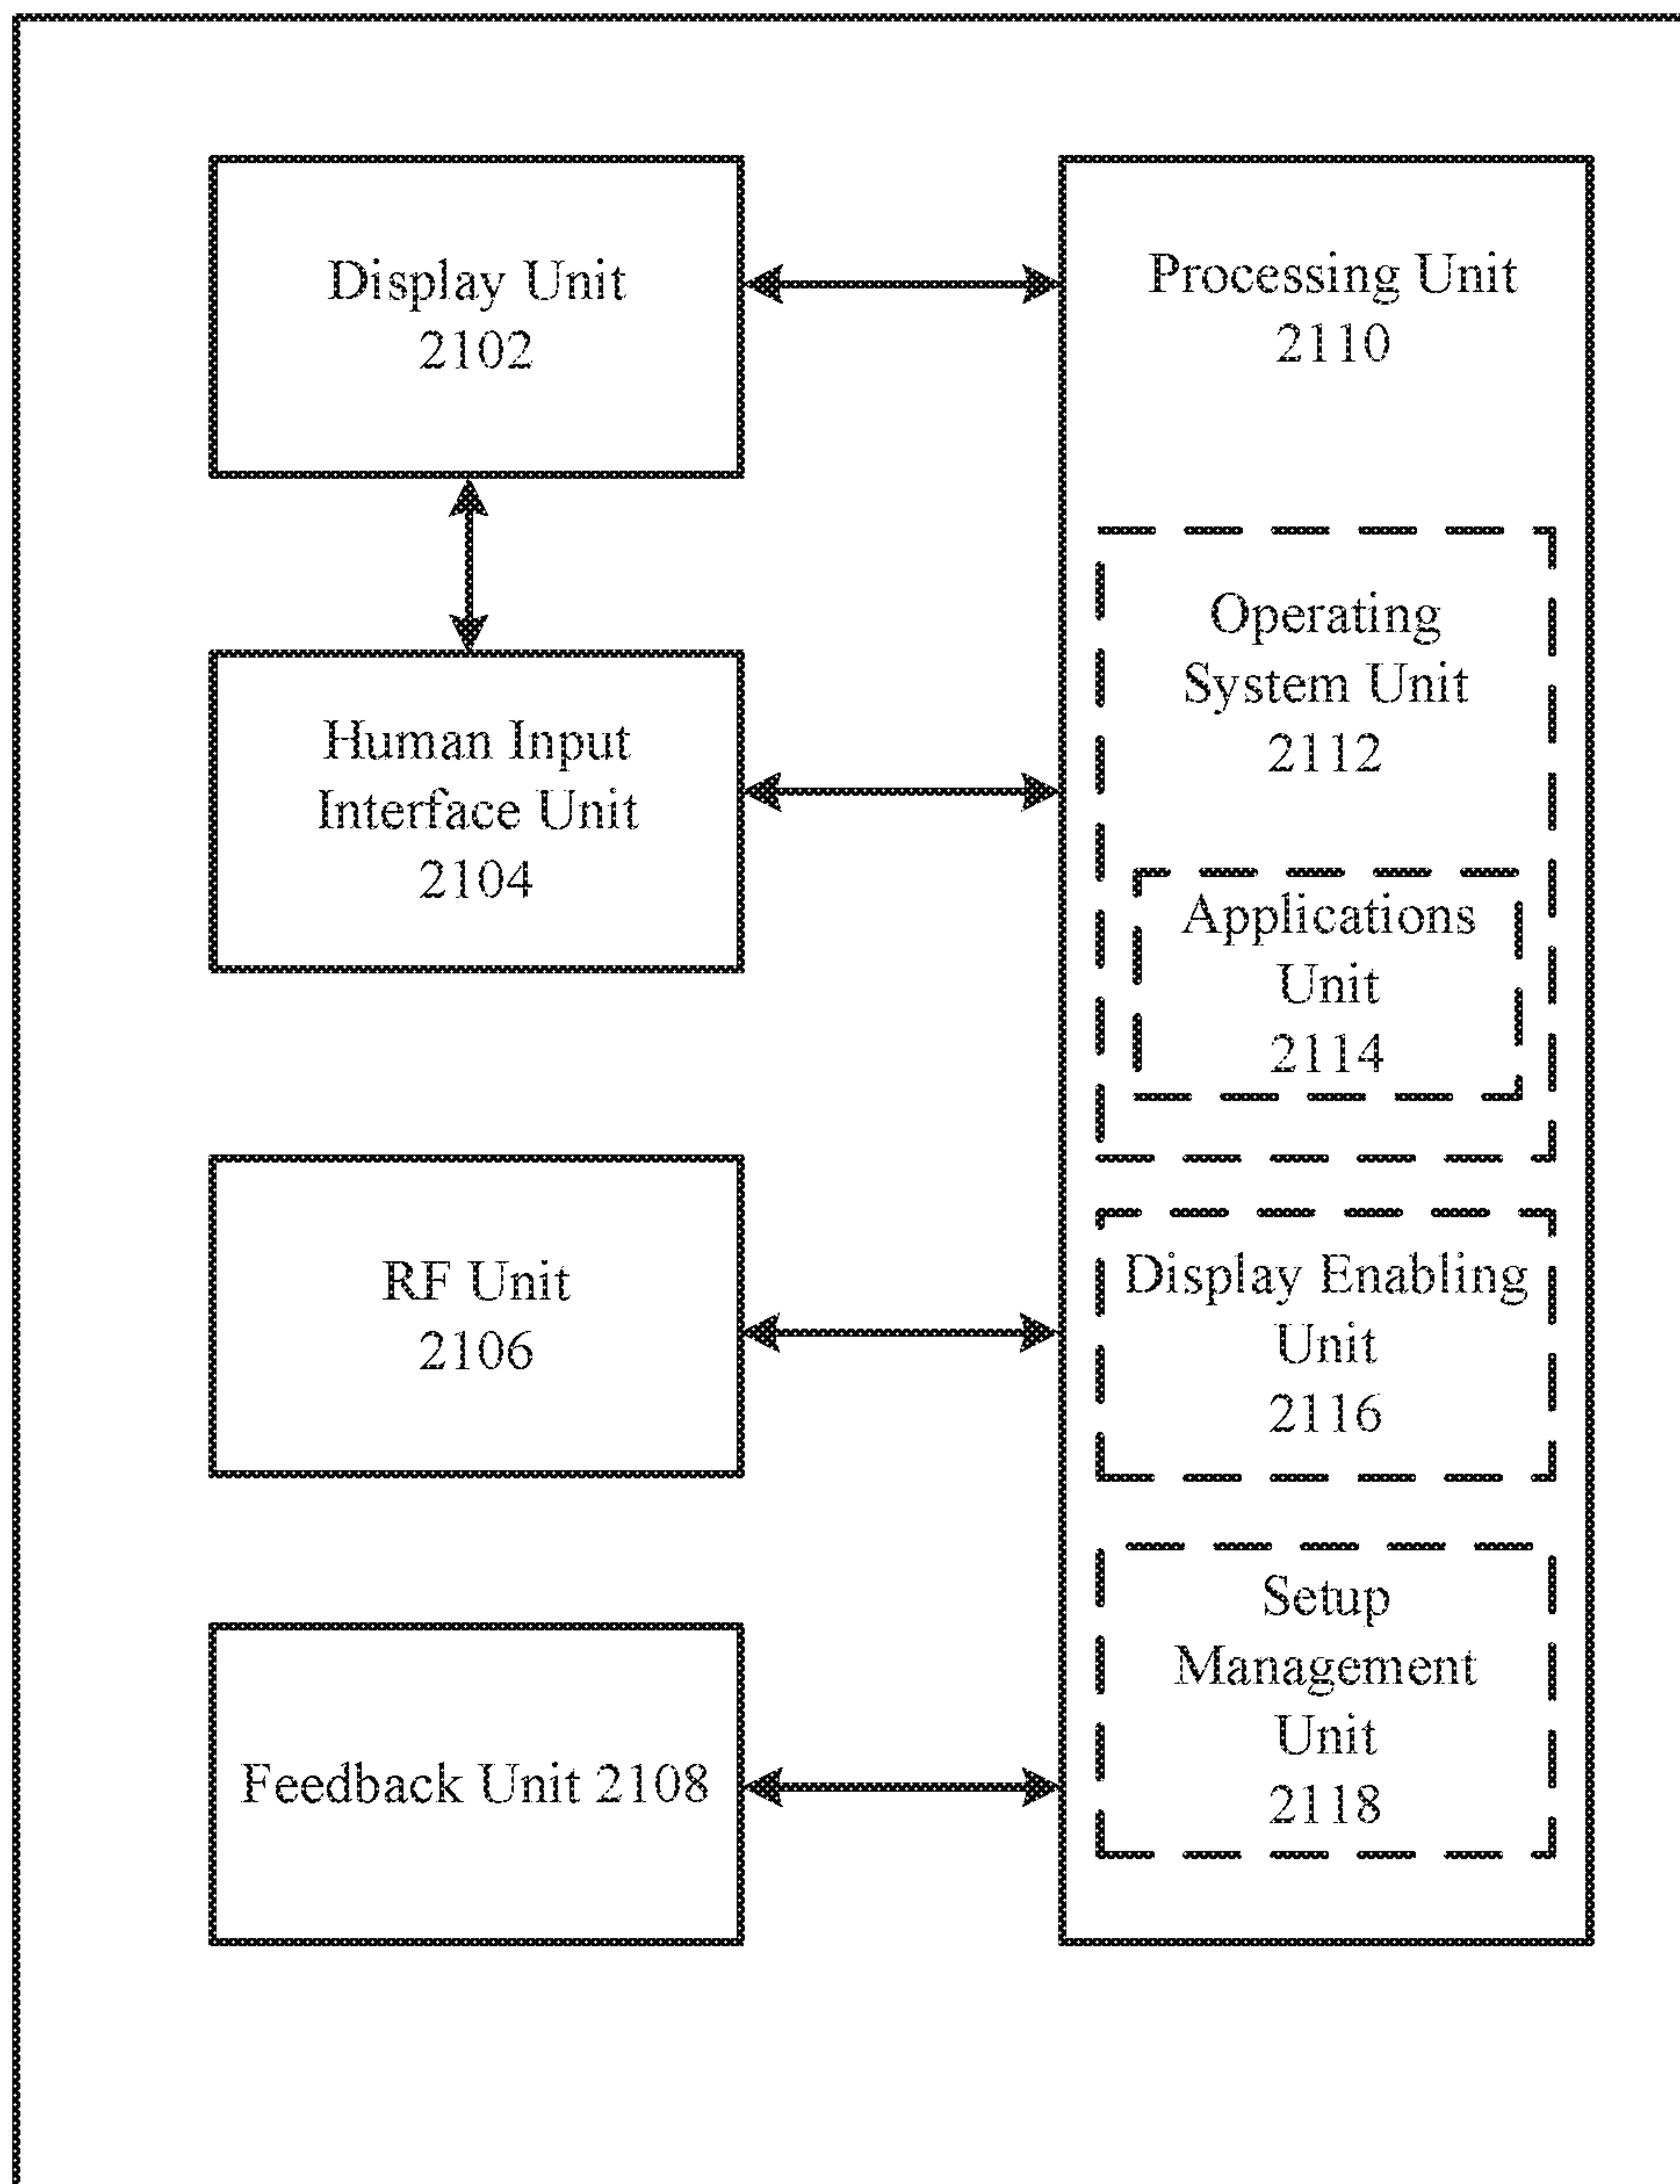 Display Unit
2102
Processing Unit
2110
Human Input
Interface Unit
2104
Operating
System Unit
2112
Applications
Unit
2114
RF Unit
2106
Display Enabling
Unit
2116
Feedback Unit 2108
Setup
Management
Unit
2118